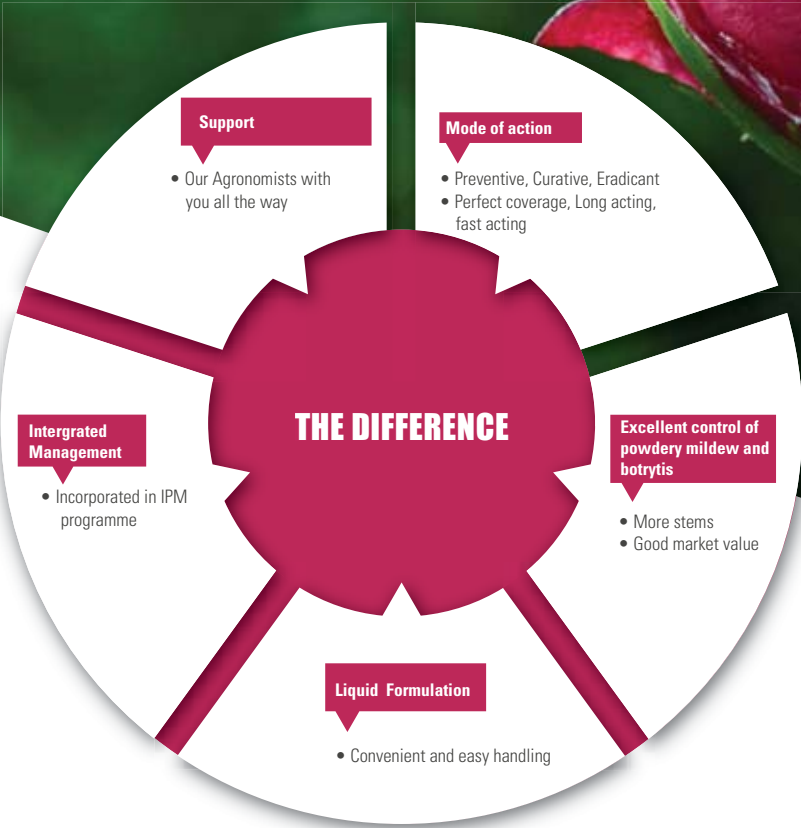 Support
• Our Agronomists with
you all the way
Mode of action
• Preventive, Curative, Eradicant
• Perfect coverage, Long acting,
fast acting
THE DIFFERENCE
Intergrated
Management
• Incorporated in IPM
programme
Excellent control of
powdery mildew and
botrytis
• More stems
• Good market value
Liquid Formulation
• Convenient and easy handling